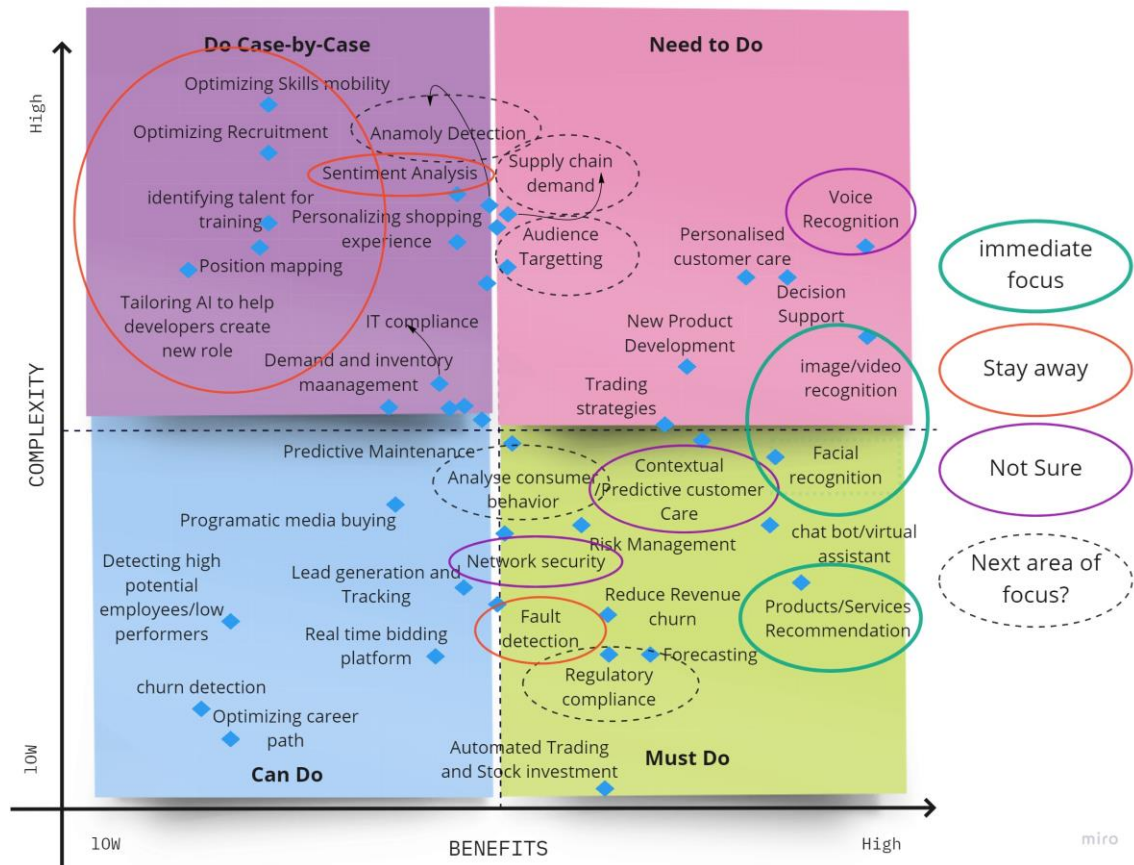 Do Case-by-Case
Need to Do
Optimizing Skills mobility
Optimizing Recruitment
Anamoly Detection
Sentiment Analysis
Supply chain
demand
identifying talent for
training
Personalizing shopping
experience
Position mapping
Tailoring AI to help
developers create
new role
IT compliance
Demand and inventory
maanagement
Audience
Targetting
Voice
Recognition
Personalised
customer care
Decision
Support
New Product
Development
image/video
recognition
Trading
strategies
Predictive Maintenance
Analyse consumer
behavior
Contextual
/Predictive customer
Care
Facial
recognition
Programatic media buying
Risk Management
chat bot/virtual
assistant
Network security
Detecting high
potential
employees/low
performers
Lead generation and
Tracking
Reduce Revenue
churn
Products/Services
Recommendation
Fault
detection
Real time bidding
platform
Forecasting
Regulatory
compliance
churn detection
Optimizing career
path
Automated Trading
and Stock investment
Can Do
Must Do
High
COMPLEXITY
lOW
lOW
BENEFITS
High
immediate
focus
Stay away
Not Sure
Next area of
focus?
miro